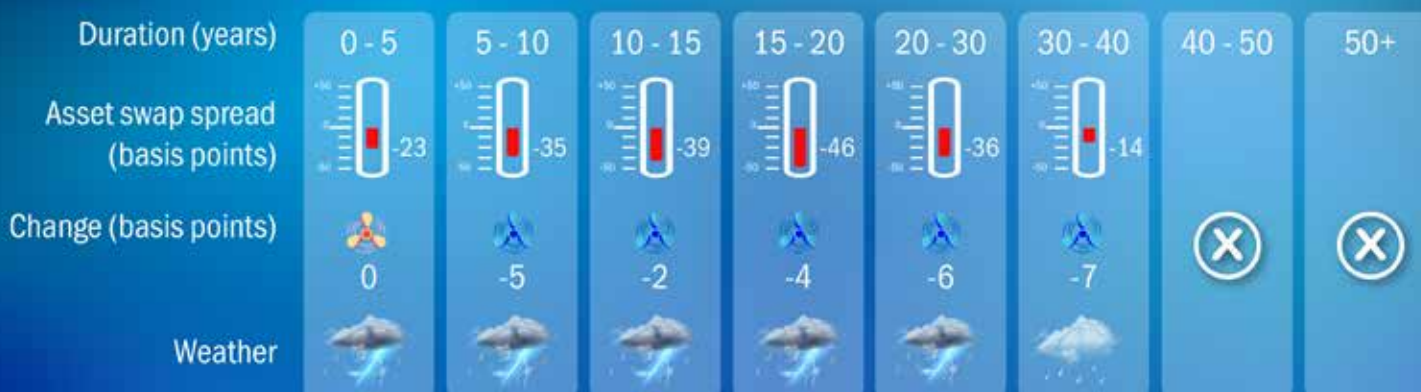 Duration (years) 0 - 5 5 - 10 10 - 15 15 - 20 20 - 30 30 - 40 40 - 50 50+
Asset swap spread
(basis points) -23 -35 -39 -46 -36 -14
Change (basis points)
0 -5 -2 -4 -6 -7
Weather